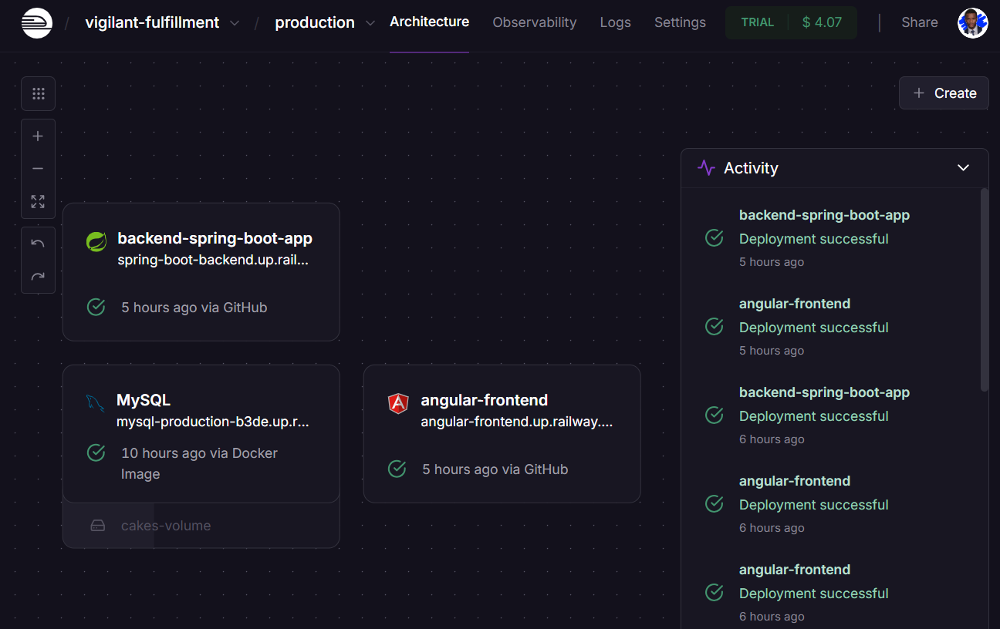 / vigilant-fulfillment / production Architecture Observability Logs Settings TRIAL $ 4.07 Share
Create
backend-spring-boot-app
spring-boot-backend.up.rail...
5 hours ago via GitHub
MySQL
mysql-production-b3de.up.r...
10 hours ago via Docker
Image
cakes-volume
angular-frontend
angular-frontend.up.railway....
5 hours ago via GitHub
Activity
backend-spring-boot-app
Deployment successful
5 hours ago
angular-frontend
Deployment successful
5 hours ago
backend-spring-boot-app
Deployment successful
6 hours ago
angular-frontend
Deployment successful
6 hours ago
angular-frontend
Deployment successful
6 hours ago